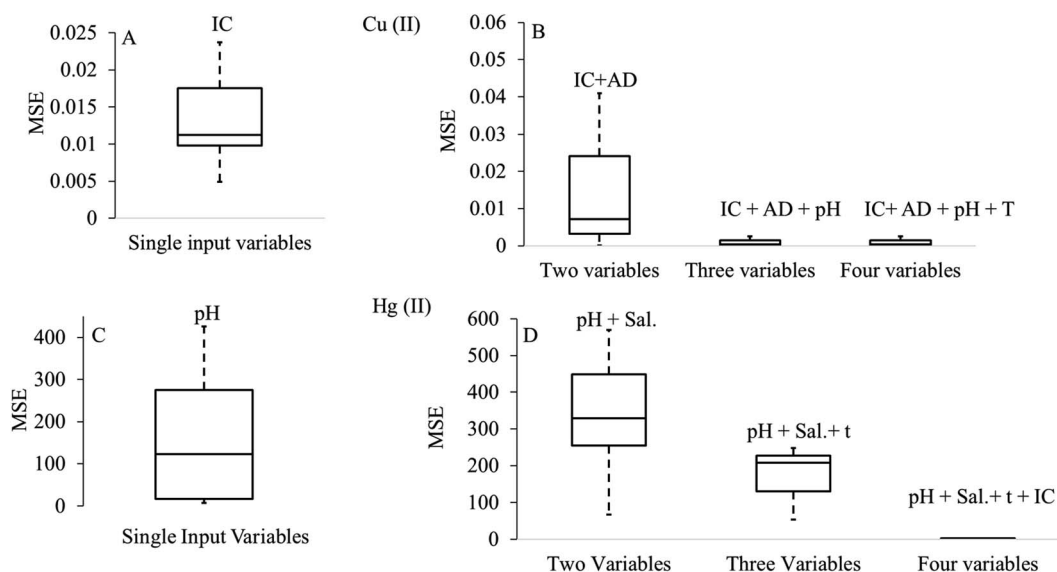 Cu (II)
A
IC
0.025
0.02
0.015
0.01
0.005
0
MSE
Single input variables
B
0.06
0.05
0.04
0.03
0.02
0.01
0
MSE
IC+AD
IC + AD + pH
IC+ AD + pH + T
Two variables
Three variables
Four variables
Hg (II)
C
pH
400
300
200
100
0
MSE
Single Input Variables
D
600
500
400
300
200
100
0
MSE
pH + Sal.
pH + Sal.+ t
pH + Sal.+ t + IC
Two Variables
Three Variables
Four variables